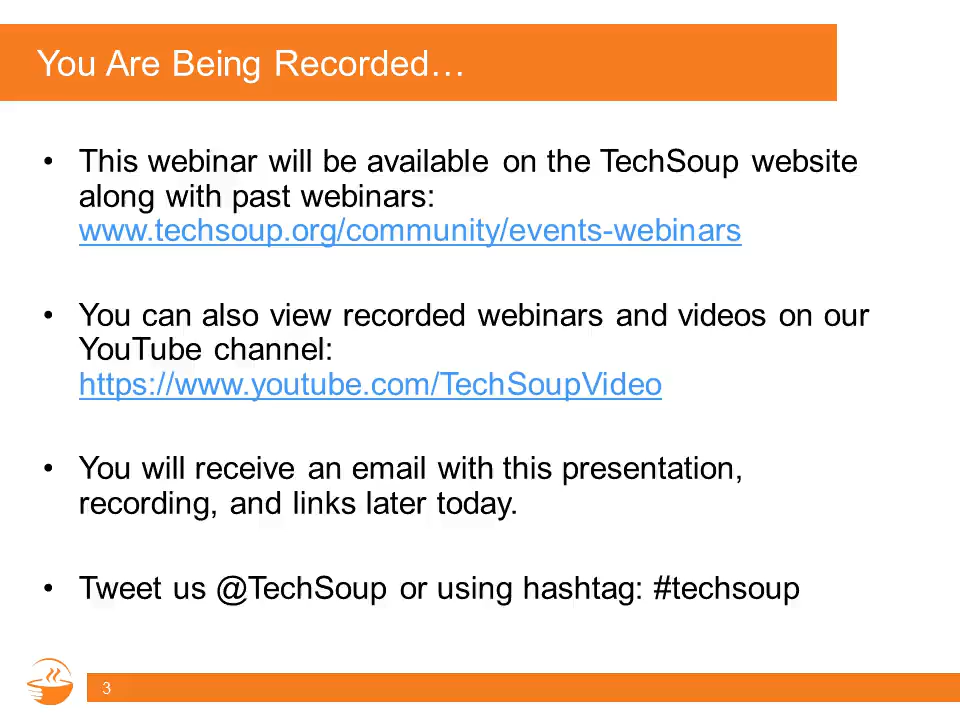 You Are Being Recorded…
• This webinar will be available on the TechSoup website
along with past webinars:
www.techsoup.org/community/events-webinars
• You can also view recorded webinars and videos on our
YouTube channel:
https://www.youtube.com/TechSoupVideo
• You will receive an email with this presentation,
recording, and links later today.
• Tweet us @TechSoup or using hashtag: #techsoup
3